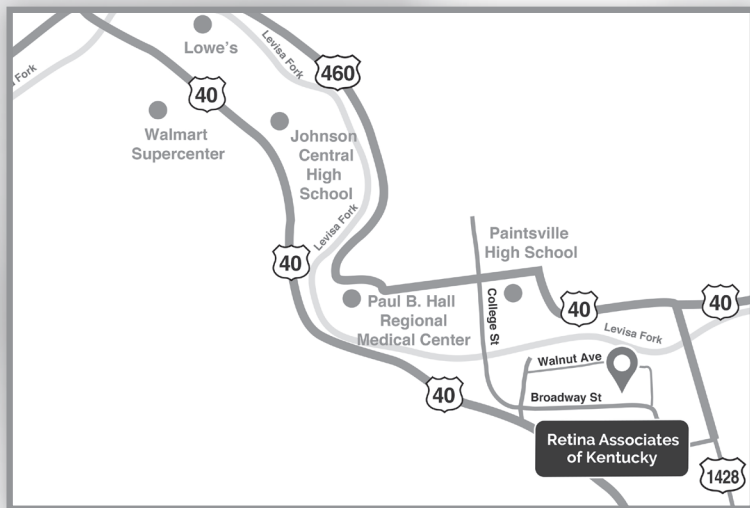 Lowe's
Levisa Fork
460
Fork
40
Walmart
Supercenter
Johnson
Central
High
School
Levisa Fork
40
Paintsville
High School
College St
Paul B. Hall
Regional
Medical Center
40
40
Levisa Fork
Walnut Ave
Broadway St
40
Retina Associates
of Kentucky
1428